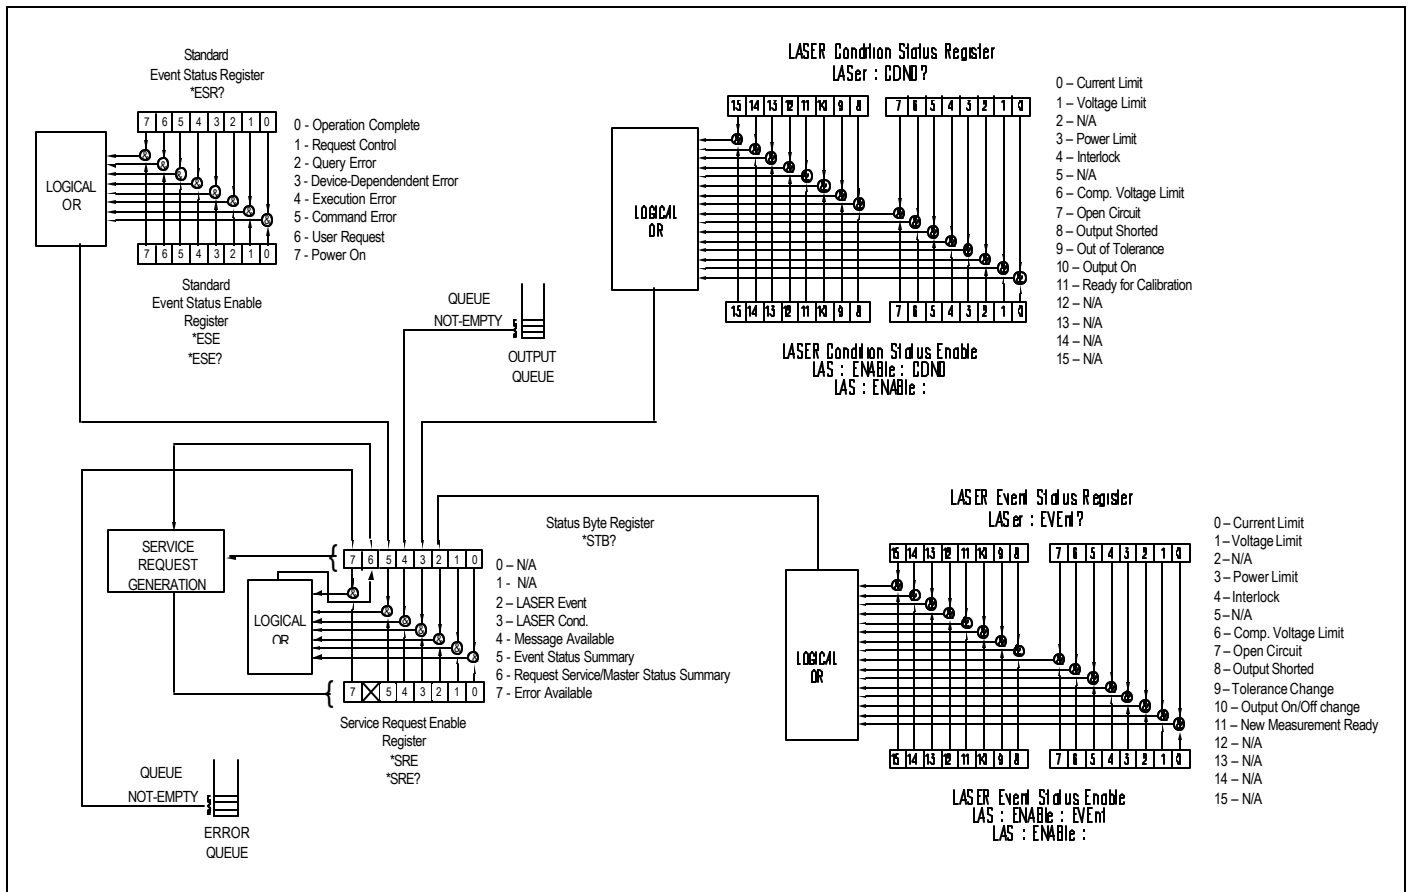 Standard
Event Status Register
*ESR?
7 6 5 4 3 2 1 0
0 - Operation Complete
1 - Request Control
2 - Query Error
3 - Device-Dependendent Error
4 - Execution Error
5 - Command Error
6 - User Request
7 - Power On
LOGICAL
OR
& & & & & & & &
7 6 5 4 3 2 1 0
Standard
Event Status Enable
Register
*ESE
*ESE?
QUEUE
NOT-EMPTY
OUTPUT
QUEUE
LASER Condition Status Register
LASer : COND?
15 14 13 12 11 10 9 8 7 6 5 4 3 2 1 0
LOGICAL
OR
15 14 13 12 11 10 9 8 7 6 5 4 3 2 1 0
LASER Condition Status Enable
LAS : ENABle : COND
LAS : ENABle :
0 – Current Limit
1 – Voltage Limit
2 – N/A
3 – Power Limit
4 – Interlock
5 – N/A
6 – Comp. Voltage Limit
7 – Open Circuit
8 – Output Shorted
9 – Out of Tolerance
10 – Output On
11 – Ready for Calibration
12 – N/A
13 – N/A
14 – N/A
15 – N/A
SERVICE
REQUEST
GENERATION
Status Byte Register
*STB?
7 6 5 4 3 2 1 0
LOGICAL
OR
& & & & & & &
7 5 4 3 2 1 0
0 – N/A
1 - N/A
2 – LASER Event
3 – LASER Cond.
4 - Message Available
5 - Event Status Summary
6 - Request Service/Master Status Summary
7 - Error Available
Service Request Enable
Register
*SRE
*SRE?
QUEUE
NOT-EMPTY
ERROR
QUEUE
LASER Event Status Register
LASer : EVEnt?
15 14 13 12 11 10 9 8 7 6 5 4 3 2 1 0
LOGICAL
OR
15 14 13 12 11 10 9 8 7 6 5 4 3 2 1 0
LASER Event Status Enable
LAS : ENABle : EVEnt
LAS : ENABle :
0 – Current Limit
1 – Voltage Limit
2 – N/A
3 – Power Limit
4 – Interlock
5 – N/A
6 – Comp. Voltage Limit
7 – Open Circuit
8 – Output Shorted
9 – Tolerance Change
10 – Output On/Off change
11 – New Measurement Ready
12 – N/A
13 – N/A
14 – N/A
15 – N/A